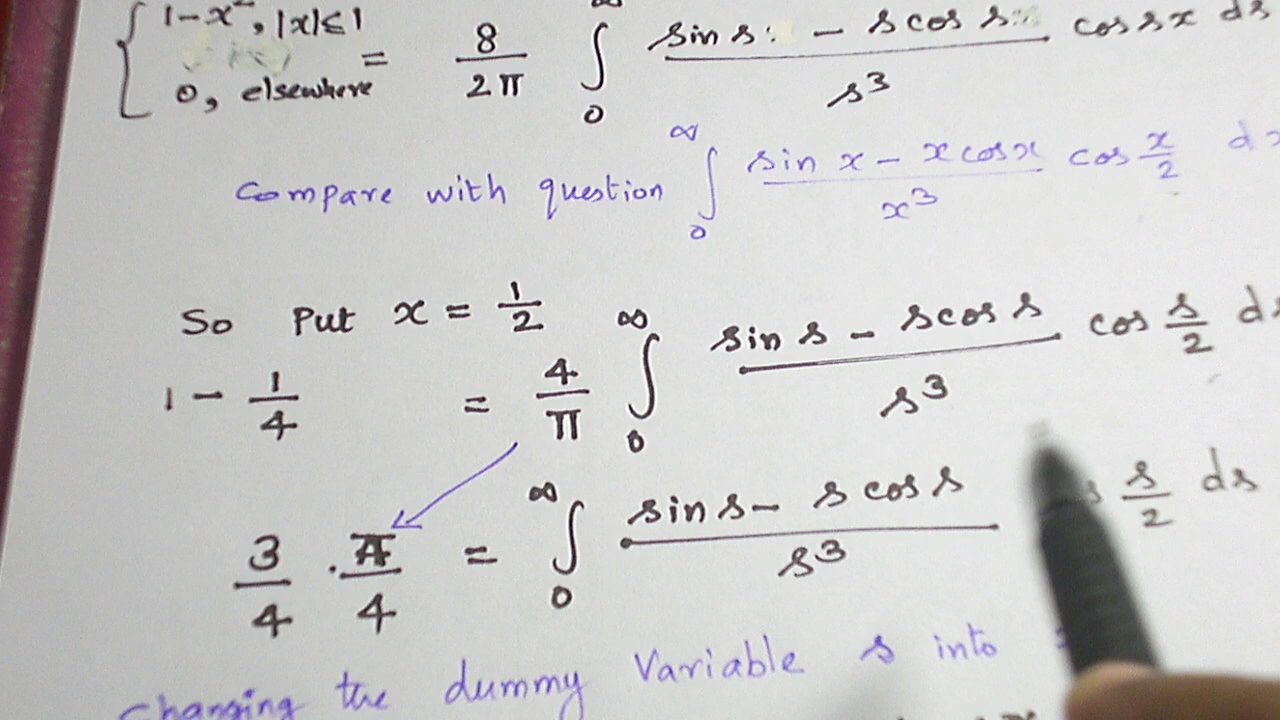 { 1-x², |x|≤1
0, elsewhere = 8/2π ∫₀^∞ (sin s - s cos s)/s³ cos sx ds
Compare with question ∫₀^∞ (sin x - x cos x)/x³ cos x/2 dx
So Put x = 1/2
1 - 1/4 = 4/π ∫₀^∞ (sin s - s cos s)/s³ cos s/2 ds
3/4 . π/4 = ∫₀^∞ (sin s - s cos s)/s³ s/2 ds
Changing the dummy Variable s into